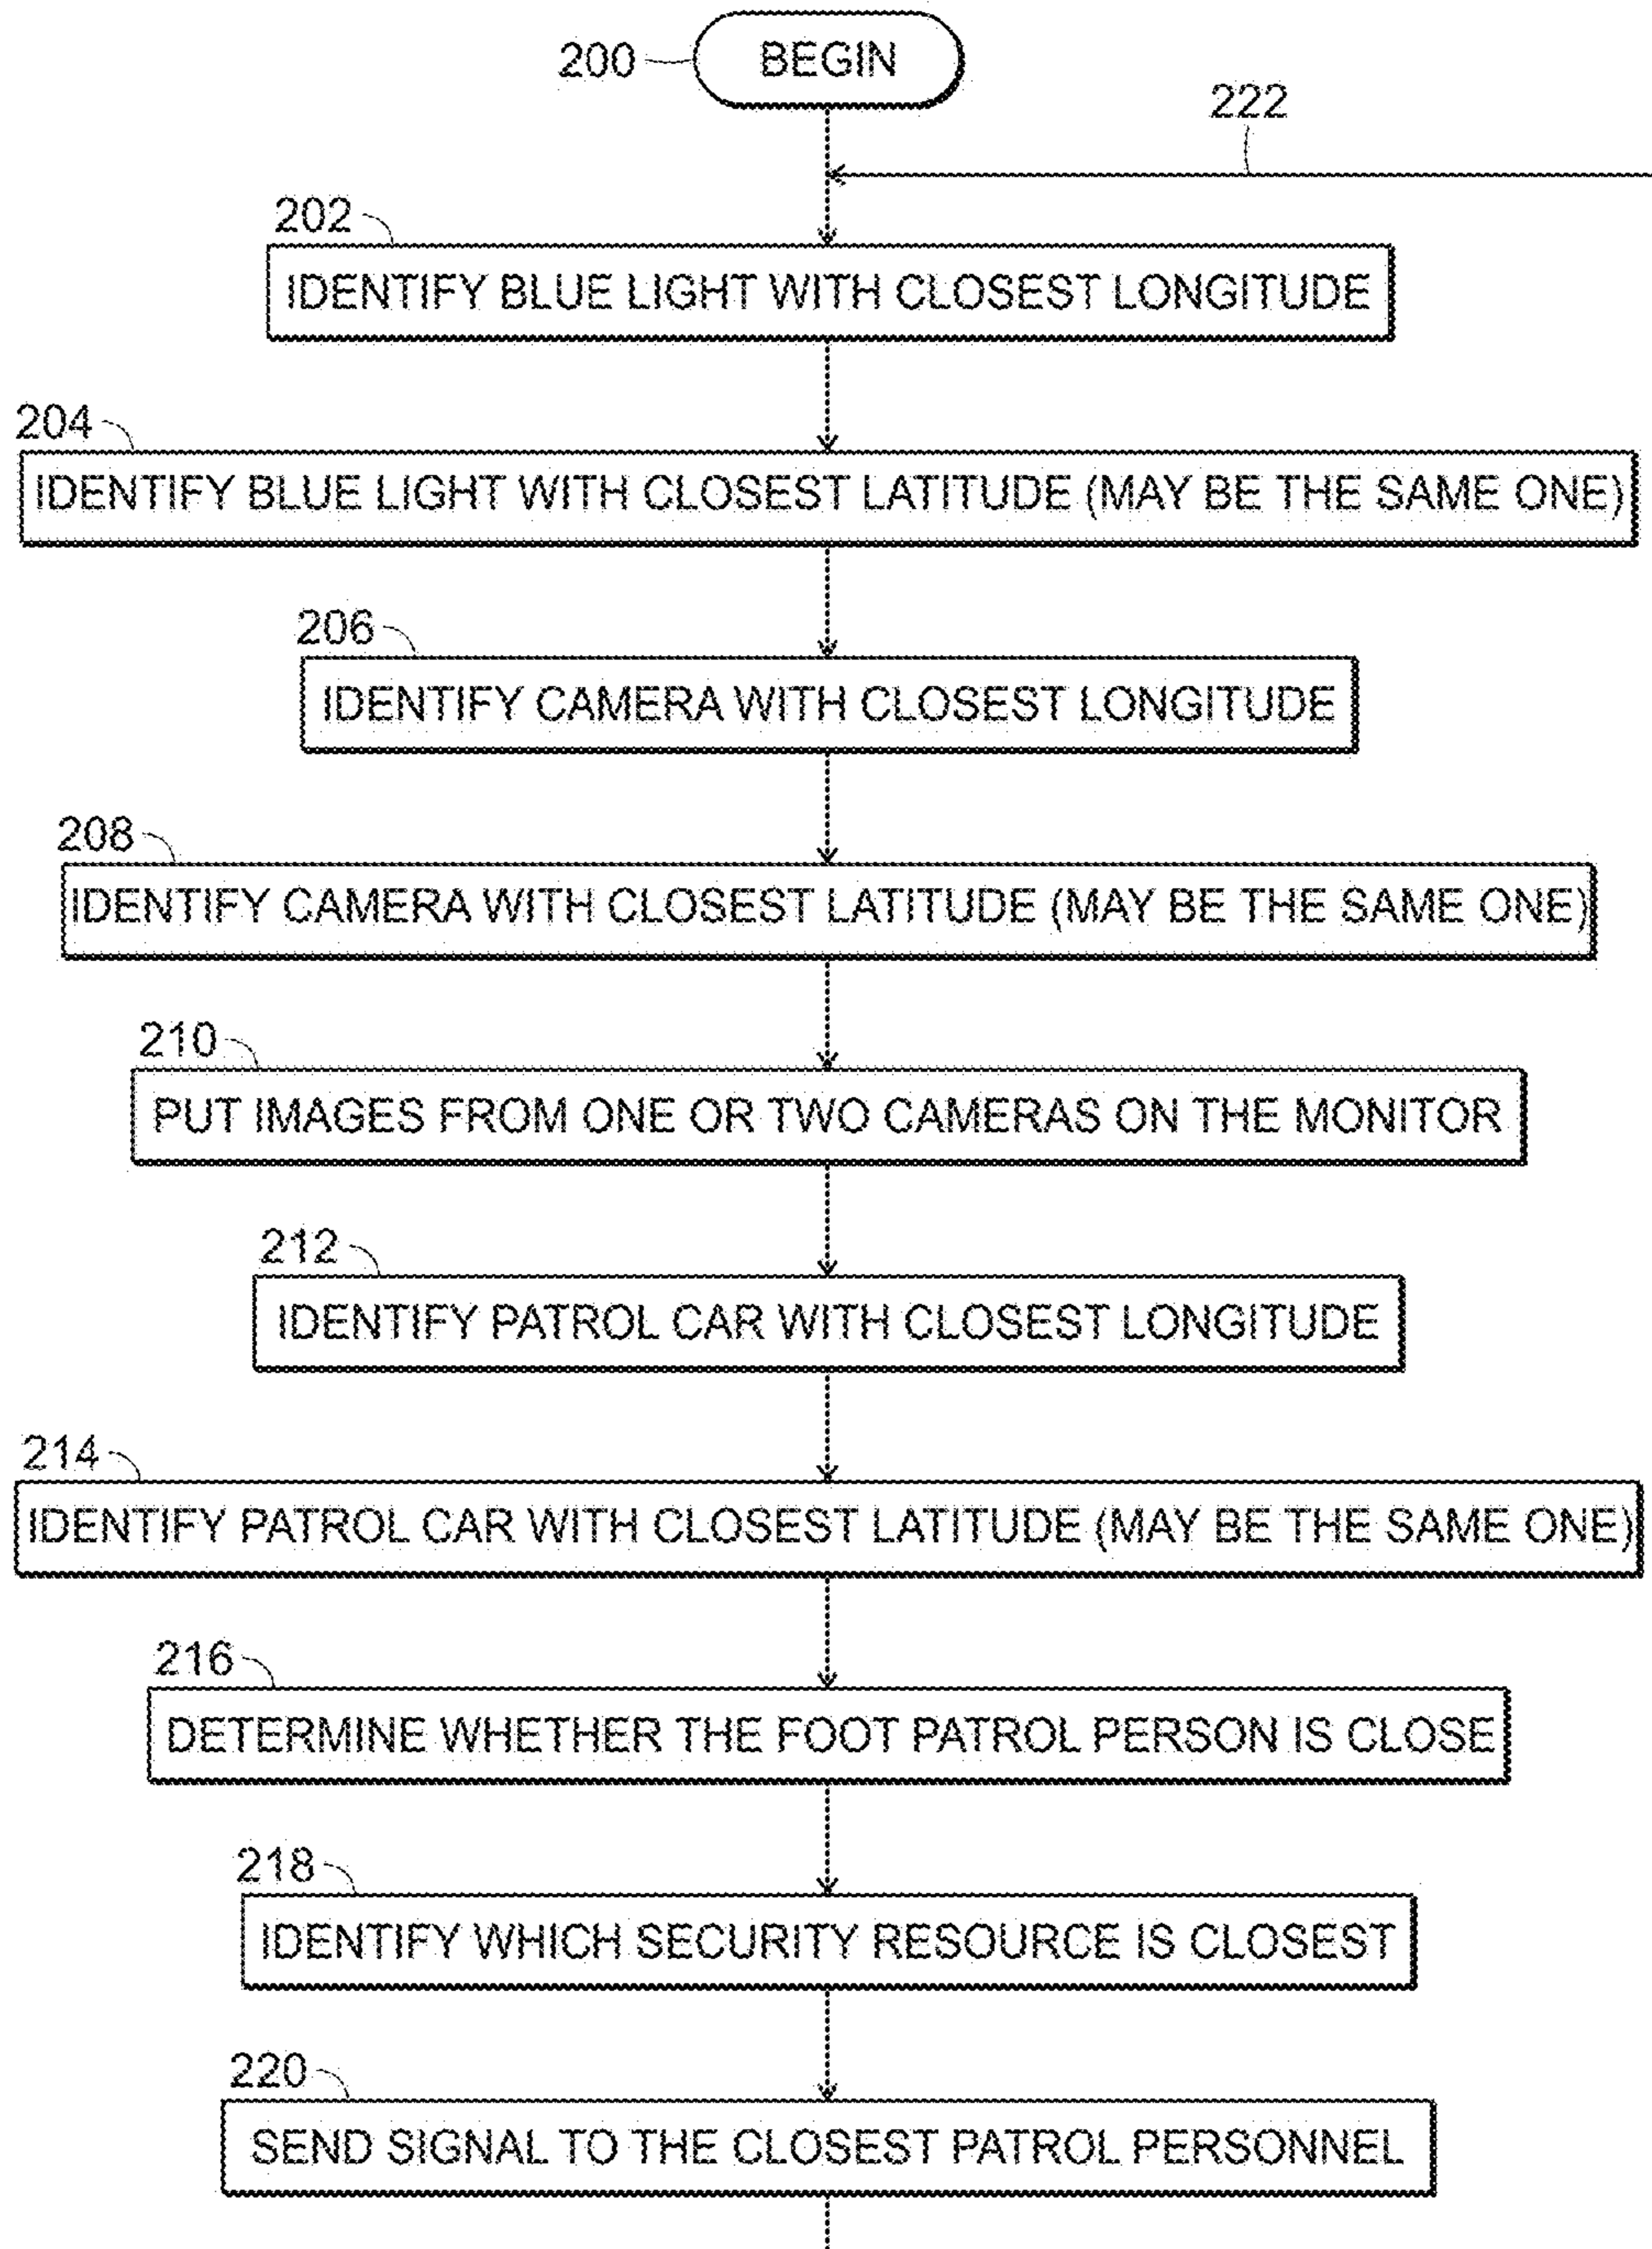 200
BEGIN
222
202
IDENTIFY BLUE LIGHT WITH CLOSEST LONGITUDE
204
IDENTIFY BLUE LIGHT WITH CLOSEST LATITUDE (MAY BE THE SAME ONE)
206
IDENTIFY CAMERA WITH CLOSEST LONGITUDE
208
IDENTIFY CAMERA WITH CLOSEST LATITUDE (MAY BE THE SAME ONE)
210
PUT IMAGES FROM ONE OR TWO CAMERAS ON THE MONITOR
212
IDENTIFY PATROL CAR WITH CLOSEST LONGITUDE
214
IDENTIFY PATROL CAR WITH CLOSEST LATITUDE (MAY BE THE SAME ONE)
216
DETERMINE WHETHER THE FOOT PATROL PERSON IS CLOSE
218
IDENTIFY WHICH SECURITY RESOURCE IS CLOSEST
220
SEND SIGNAL TO THE CLOSEST PATROL PERSONNEL